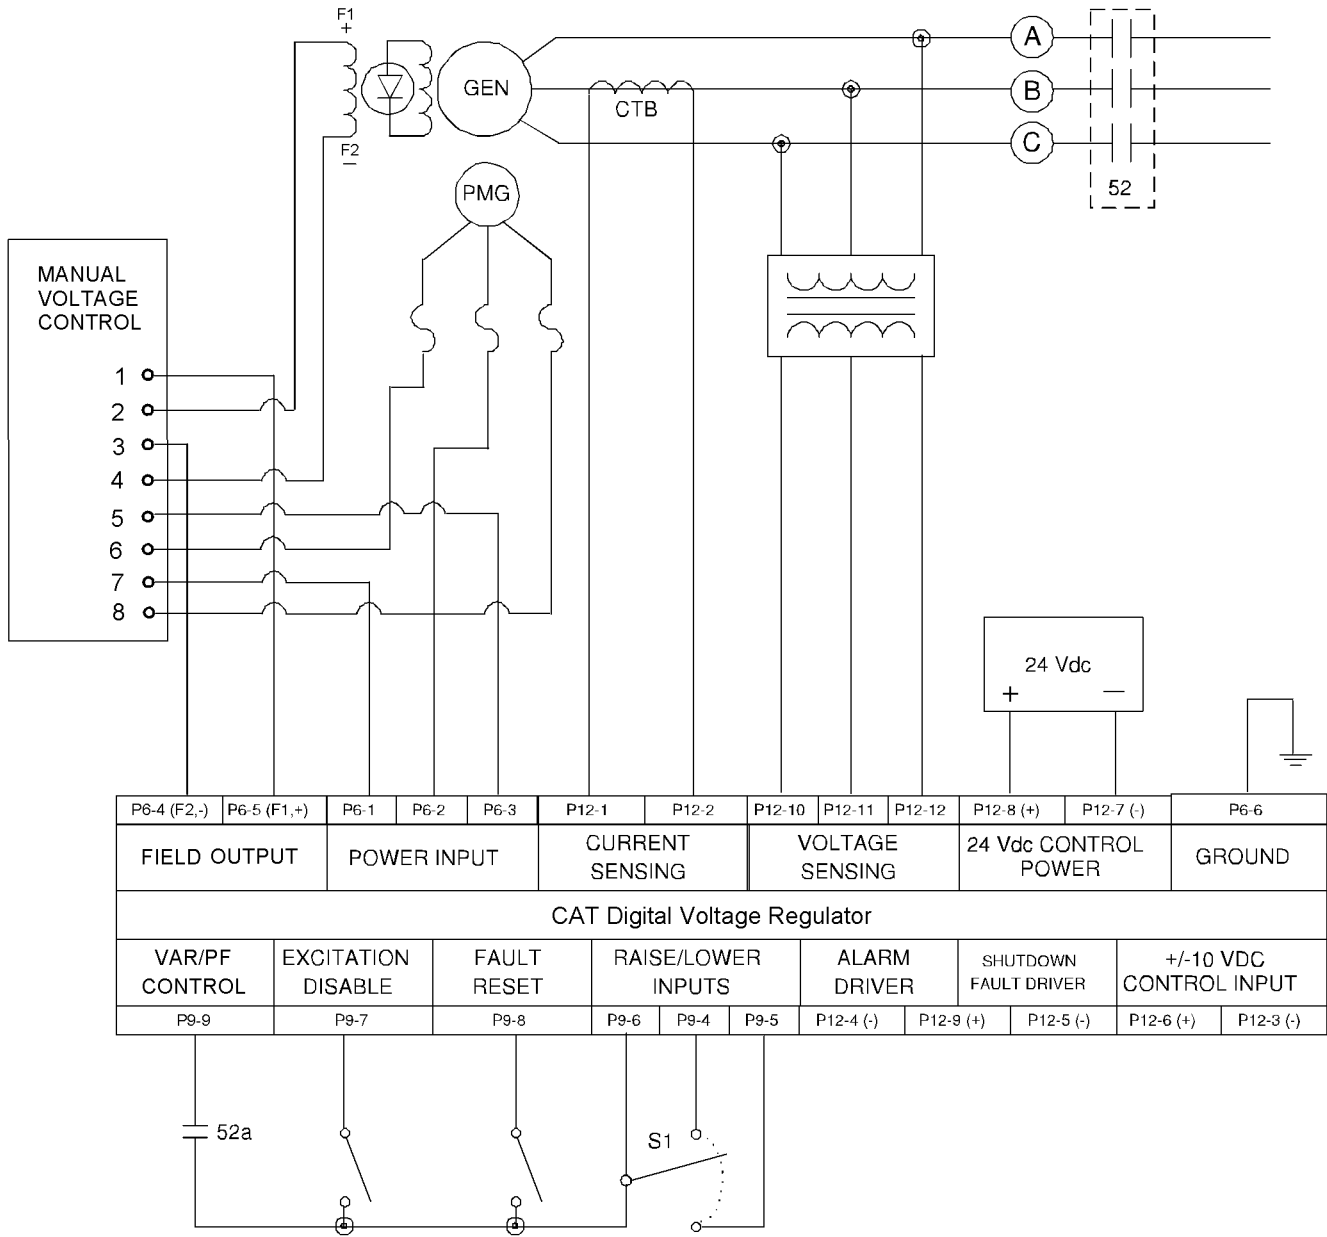 F1
+
F2
—
GEN
CTB
A
B
C
52
PMG
MANUAL
VOLTAGE
CONTROL
1
2
3
4
5
6
7
8
24 Vdc
+ —
P6-4 (F2,-) P6-5 (F1,+) P6-1 P6-2 P6-3 P12-1 P12-2 P12-10 P12-11 P12-12 P12-8 (+) P12-7 (-) P6-6
FIELD OUTPUT
POWER INPUT
CURRENT
SENSING
VOLTAGE
SENSING
24 Vdc CONTROL
POWER
GROUND
CAT Digital Voltage Regulator
VAR/PF
CONTROL
EXCITATION
DISABLE
FAULT
RESET
RAISE/LOWER
INPUTS
ALARM
DRIVER
SHUTDOWN
FAULT DRIVER
+/-10 VDC
CONTROL INPUT
P9-9 P9-7 P9-8 P9-6 P9-4 P9-5 P12-4 (-) P12-9 (+) P12-5 (-) P12-6 (+) P12-3 (-)
52a
S1